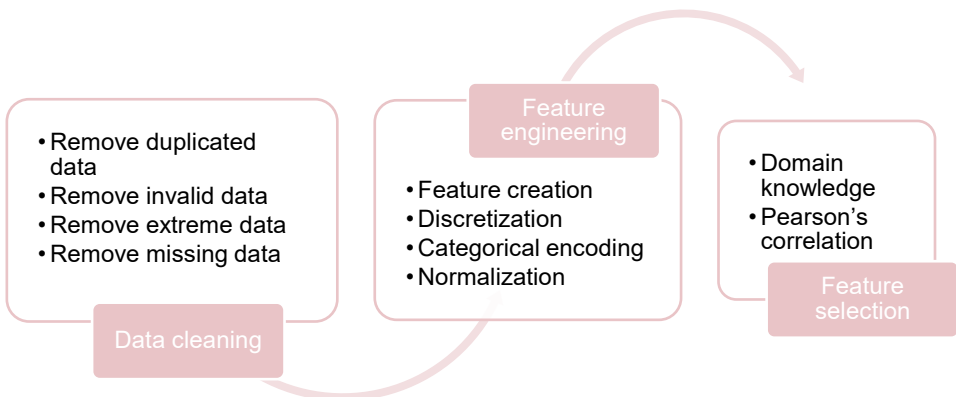 • Remove duplicated
data
• Remove invalid data
• Remove extreme data
• Remove missing data
Data cleaning
Feature
engineering
• Feature creation
• Discretization
• Categorical encoding
• Normalization
• Domain
knowledge
• Pearson’s
correlation
Feature
selection